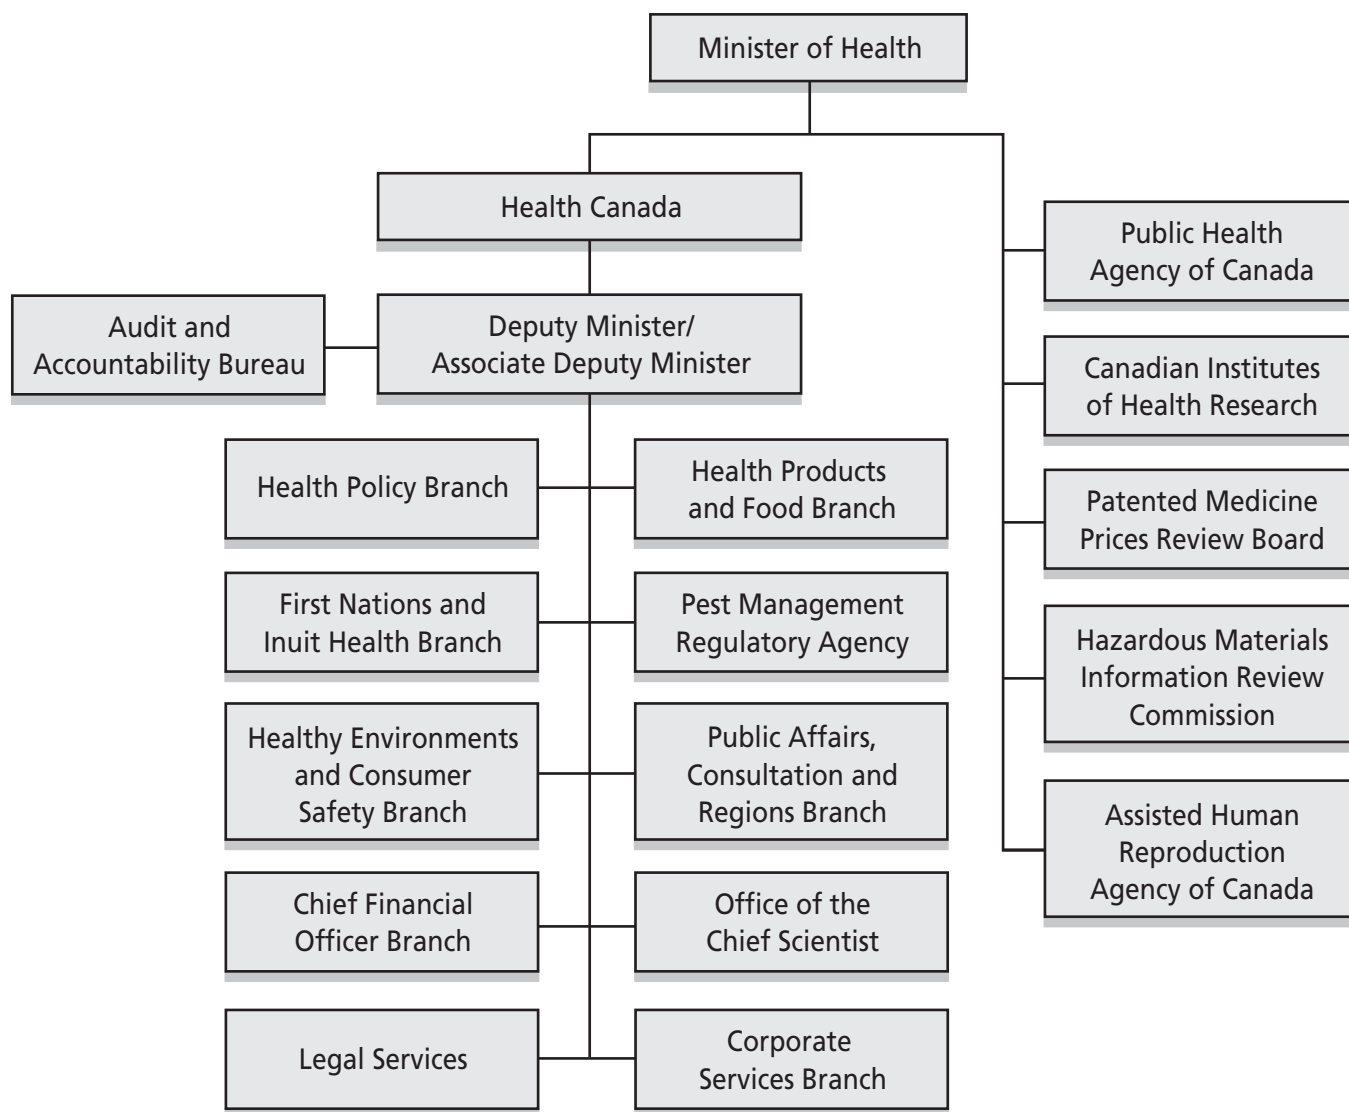 Minister of Health
Health Canada
Public Health
Agency of Canada
Audit and
Accountability Bureau
Deputy Minister/
Associate Deputy Minister
Canadian Institutes
of Health Research
Health Policy Branch
Health Products
and Food Branch
Patented Medicine
Prices Review Board
First Nations and
Inuit Health Branch
Pest Management
Regulatory Agency
Hazardous Materials
Information Review
Commission
Healthy Environments
and Consumer
Safety Branch
Public Affairs,
Consultation and
Regions Branch
Assisted Human
Reproduction
Agency of Canada
Chief Financial
Officer Branch
Office of the
Chief Scientist
Legal Services
Corporate
Services Branch